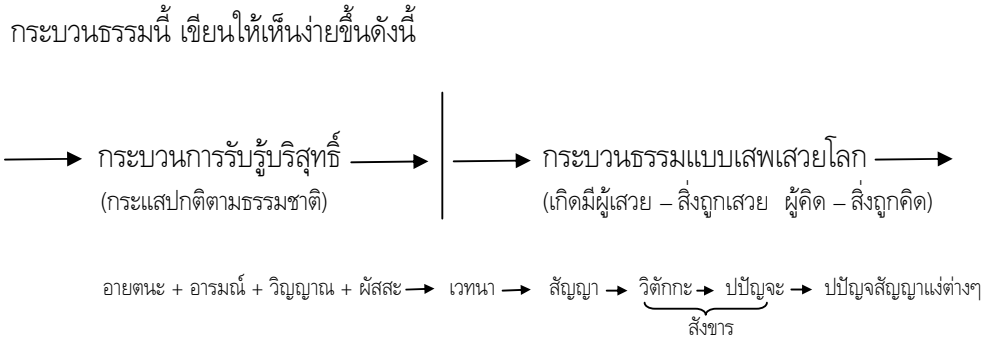 กระบวนธรรมนี้ เขียนให้เห็นง่ายขึ้นดังนี้
กระบวนการรับรู้บริสุทธิ์ กระบวนธรรมแบบเสพเสวยโลก
(กระแสปกติตามธรรมชาติ) (เกิดมีผู้เสวย – สิ่งถูกเสวย ผู้คิด – สิ่งถูกคิด)
อายตนะ + อารมณ์ + วิญญาณ + ผัสสะ → เวทนา → สัญญา → วิตักกะ → ปปัญจะ → ปปัญจสัญญาแง่ต่างๆ
สังขาร